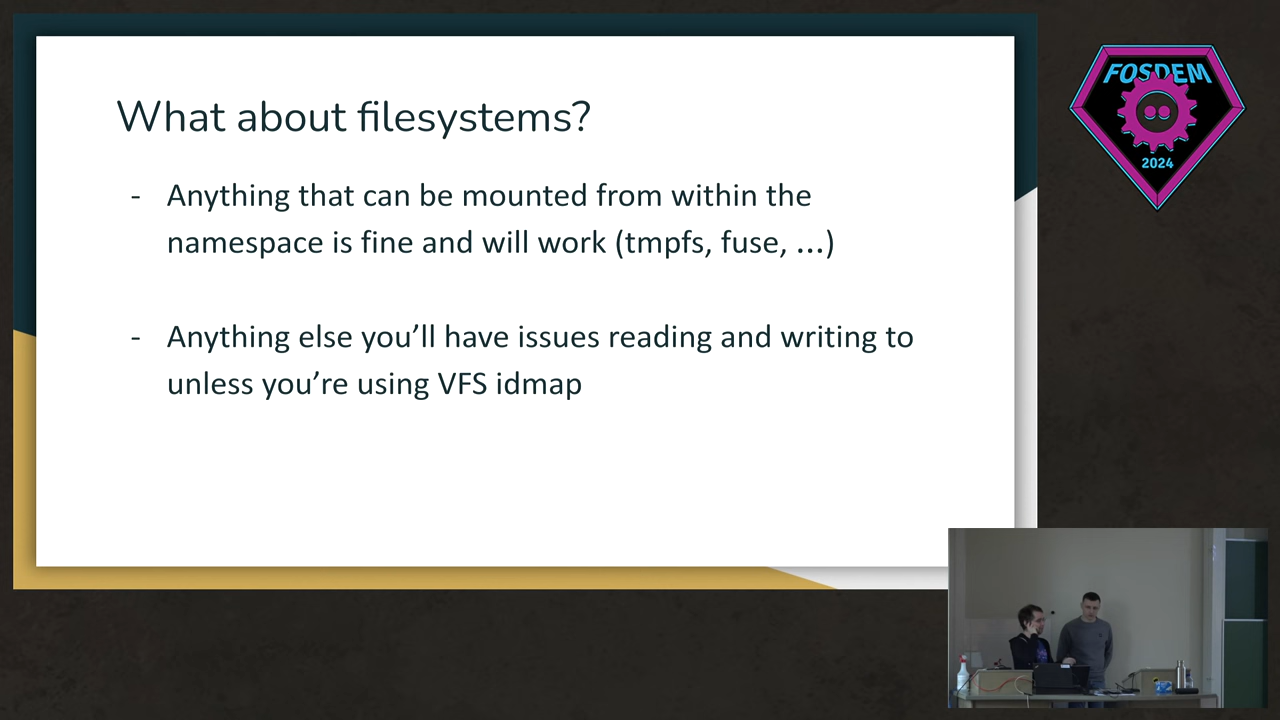 What about filesystems?
- Anything that can be mounted from within the
namespace is fine and will work (tmpfs, fuse, ...)
- Anything else you’ll have issues reading and writing to
unless you’re using VFS idmap
FOSDEM
2024